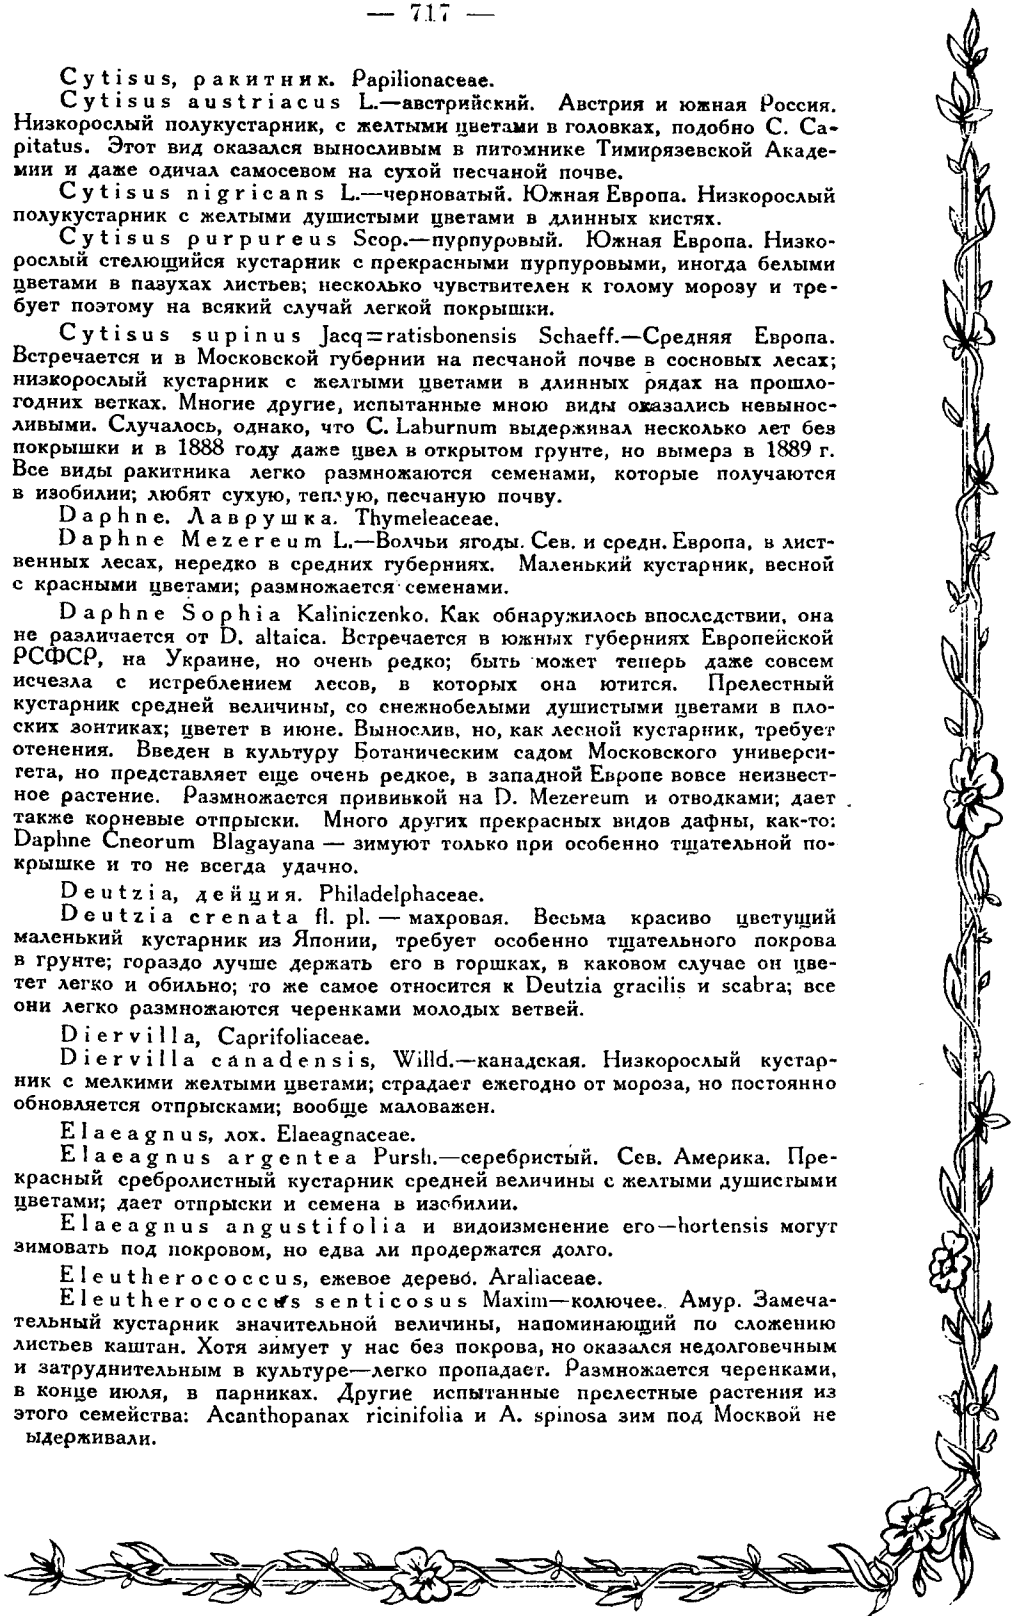 — 717 —
Cytisus, ракитник. Papilionaceae.
Cytisus austriacus L.—австрийский. Австрия и южная Россия.
Низкорослый полукустарник, с желтыми цветами в головках, подобно C. Ca-
pitatus. Этот вид оказался выносливым в питомнике Тимирязевской Акаде-
мии и даже одичал самосевом на сухой песчаной почве.
Cytisus nigricans L.—черноватый. Южная Европа. Низкорослый
полукустарник с желтыми душистыми цветами в длинных кистях.
Cytisus purpureus Scop.—пурпуровый. Южная Европа. Низко-
рослый стелющийся кустарник с прекрасными пурпуровыми, иногда белыми
цветами в пазухах листьев; несколько чувствителен к голому морозу и тре-
бует поэтому на всякий случай легкой покрышки.
Cytisus supinus Jacq=ratisbonensis Schaeff.—Средняя Европа.
Встречается и в Московской губернии на песчаной почве в сосновых лесах;
низкорослый кустарник с желтыми цветами в длинных рядах на прошло-
годних ветках. Многие другие, испытанные мною виды оказались невынос-
ливыми. Случалось, однако, что C. Laburnum выдерживал несколько лет без
покрышки и в 1888 году даже цвел в открытом грунте, но вымерз в 1889 г.
Все виды ракитника легко размножаются семенами, которые получаются
в изобилии; любят сухую, теплую, песчаную почву.
Daphne. Лаврушка. Thymeleaceae.
Daphne Mezereum L.—Волчьи ягоды. Сев. и средн. Европа, в лист-
венных лесах, нередко в средних губерниях. Маленький кустарник, весной
с красными цветами; размножается семенами.
Daphne Sophia Kaliniczenko. Как обнаружилось впоследствии, она
не различается от D. altaica. Встречается в южных губерниях Европейской
РСФСР, на Украине, но очень редко; быть может теперь даже совсем
исчезла с истреблением лесов, в которых она ютится. Прелестный
кустарник средней величины, со снежнобелыми душистыми цветами в пло-
ских зонтиках; цветет в июне. Вынослив, но, как лесной кустарник, требует
отенения. Введен в культуру Ботаническим садом Московского универси-
тета, но представляет еще очень редкое, в западной Европе вовсе неизвест-
ное растение. Размножается прививкой на D. Mezereum и отводками; дает
также корневые отпрыски. Много других прекрасных видов дафны, как-то:
Daphne Cneorum Blagayana — зимуют только при особенно тщательной по-
крышке и то не всегда удачно.
Deutzia, дейция. Philadelphaceae.
Deutzia crenata fl. pl. — махровая. Весьма красиво цветущий
маленький кустарник из Японии, требует особенно тщательного покрова
в грунте; гораздо лучше держать его в горшках, в каковом случае он цве-
тет легко и обильно; то же самое относится к Deutzia gracilis и scabra; все
они легко размножаются черенками молодых ветвей.
Diervilla, Caprifoliaceae.
Diervilla canadensis, Willd.—канадская. Низкорослый кустар-
ник с мелкими желтыми цветами; страдает ежегодно от мороза, но постоянно
обновляется отпрысками; вообще маловажен.
Elaeagnus, лох. Elaeagnaceae.
Elaeagnus argentea Pursh.—серебристый. Сев. Америка. Пре-
красный сребролистный кустарник средней величины с желтыми душистыми
цветами; дает отпрыски и семена в изобилии.
Elaeagnus angustifolia и видоизменение его—hortensis могут
зимовать под покровом, но едва ли продержатся долго.
Eleutherococcus, ежевое дерево. Araliaceae.
Eleutherococcus senticosus Maxim—колючее. Амур. Замеча-
тельный кустарник значительной величины, напоминающий по сложению
листьев каштан. Хотя зимует у нас без покрова, но оказался недолговечным
и затруднительным в культуре—легко пропадает. Размножается черенками,
в конце июля, в парниках. Другие испытанные прелестные растения из
этого семейства: Acanthopanax ricinifolia и A. spinosa зим под Москвой не
ыдерживали.